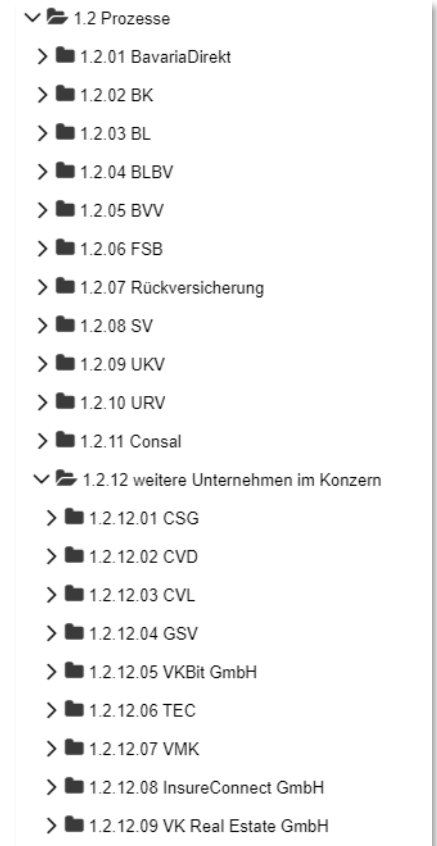 1.2 Prozesse
1.2.01 BavariaDirekt
1.2.02 BK
1.2.03 BL
1.2.04 BLBV
1.2.05 BVV
1.2.06 FSB
1.2.07 Rückversicherung
1.2.08 SV
1.2.09 UKV
1.2.10 URV
1.2.11 Consal
1.2.12 weitere Unternehmen im Konzern
1.2.12.01 CSG
1.2.12.02 CVD
1.2.12.03 CVL
1.2.12.04 GSV
1.2.12.05 VKBit GmbH
1.2.12.06 TEC
1.2.12.07 VMK
1.2.12.08 InsureConnect GmbH
1.2.12.09 VK Real Estate GmbH